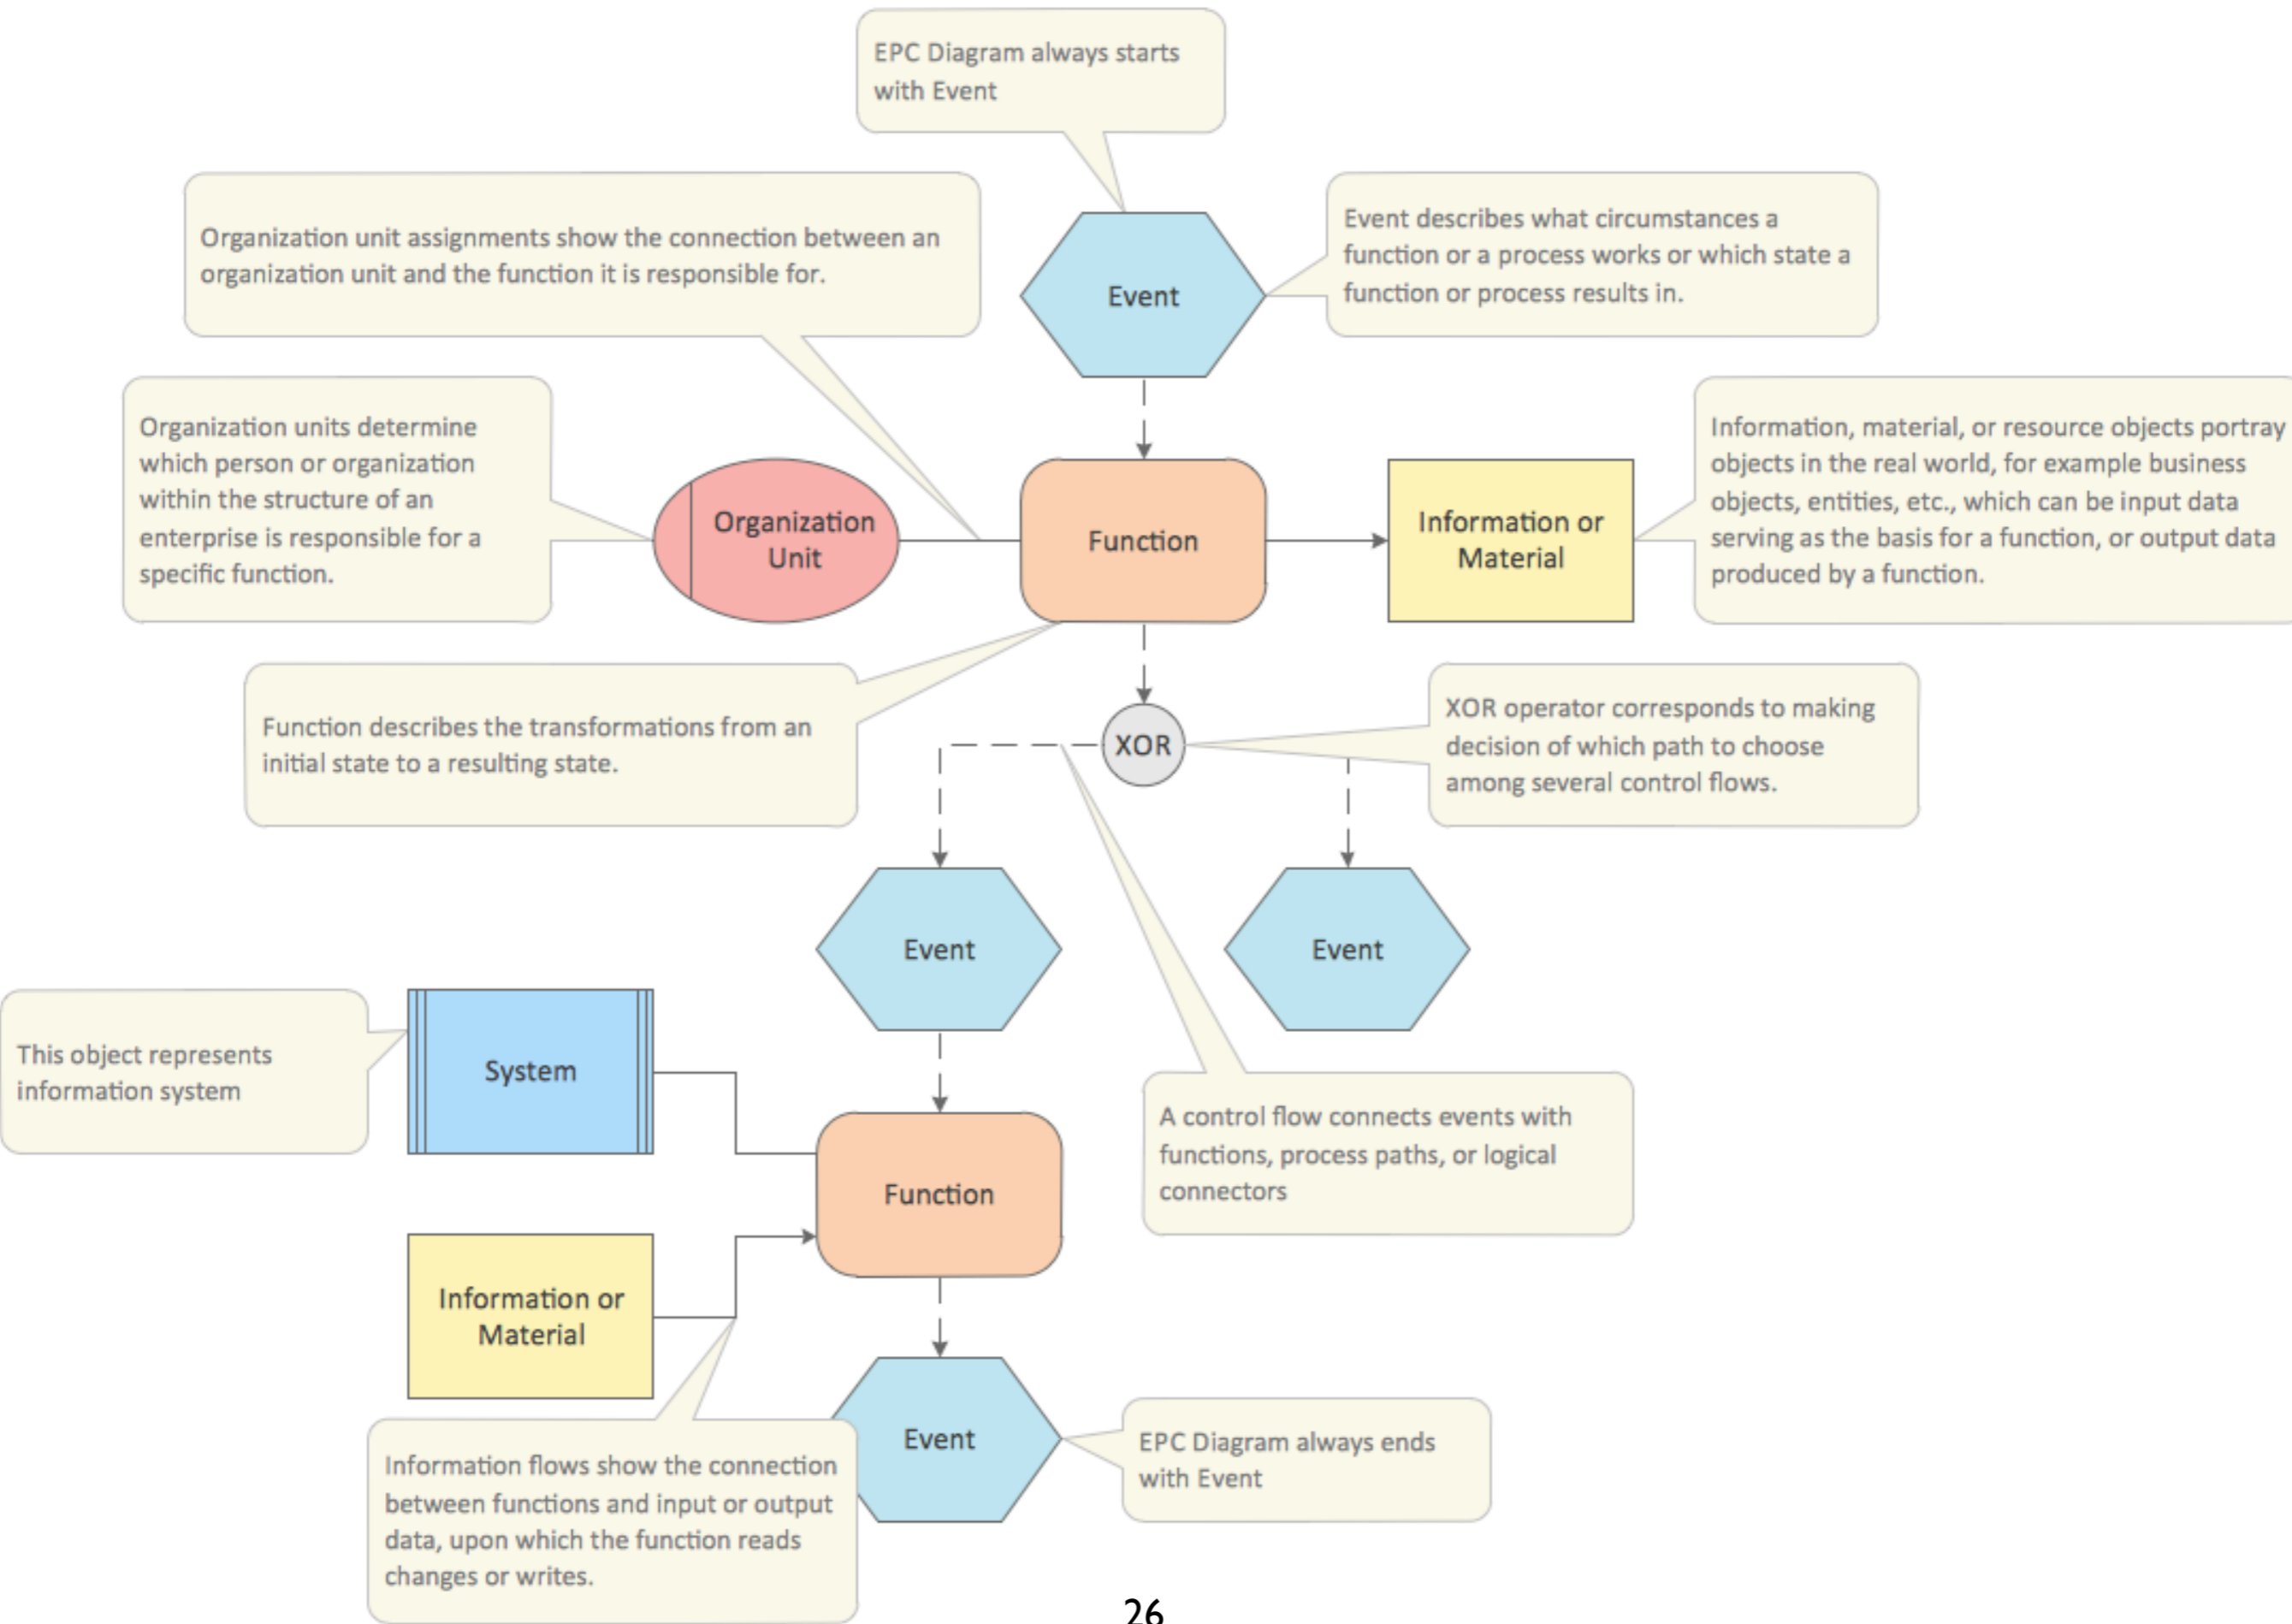 EPC Diagram always starts
with Event
Organization unit assignments show the connection between an
organization unit and the function it is responsible for.
Event
Event describes what circumstances a
function or a process works or which state a
function or process results in.
Organization units determine
which person or organization
within the structure of an
enterprise is responsible for a
specific function.
Organization
Unit
Function
Information or
Material
Information, material, or resource objects portray
objects in the real world, for example business
objects, entities, etc., which can be input data
serving as the basis for a function, or output data
produced by a function.
Function describes the transformations from an
initial state to a resulting state.
XOR
XOR operator corresponds to making
decision of which path to choose
among several control flows.
Event
Event
This object represents
information system
System
A control flow connects events with
functions, process paths, or logical
connectors
Function
Information or
Material
Information flows show the connection
between functions and input or output
data, upon which the function reads
changes or writes.
Event
EPC Diagram always ends
with Event
26